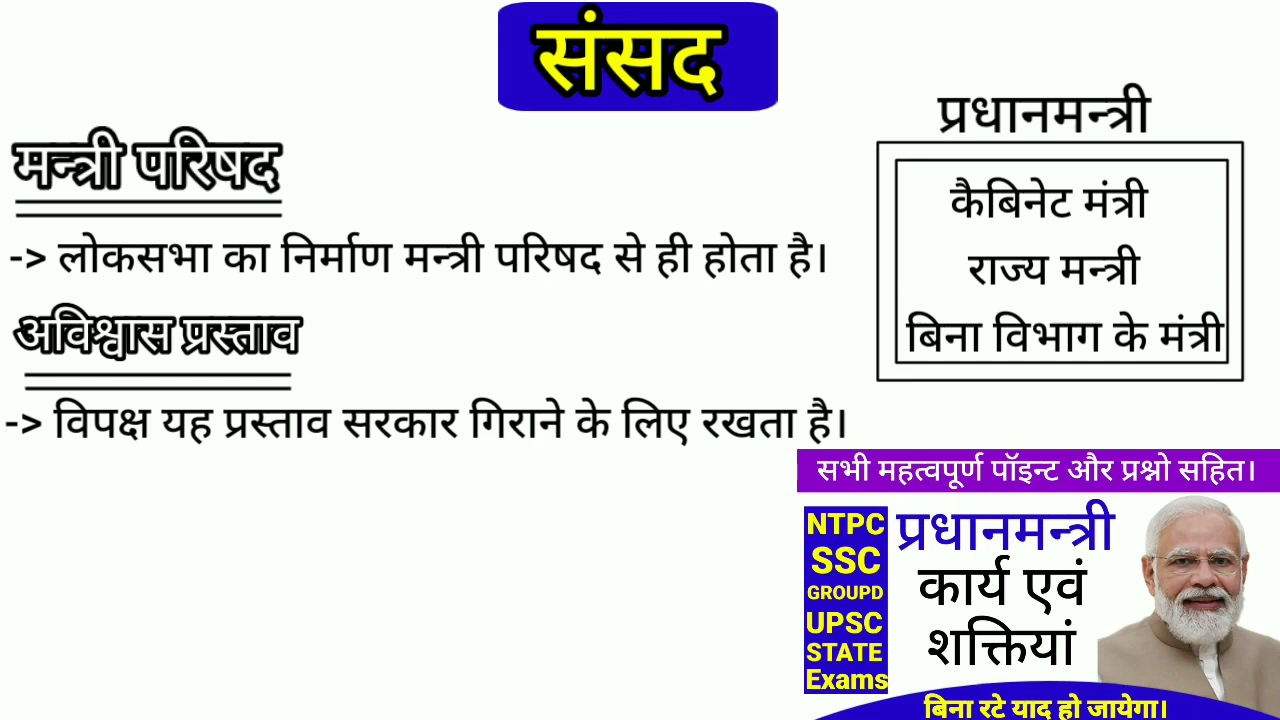 संसद
मन्त्री परिषद
-> लोकसभा का निर्माण मन्त्री परिषद से ही होता है।
अविश्वास प्रस्ताव
-> विपक्ष यह प्रस्ताव सरकार गिराने के लिए रखता है।
प्रधानमन्त्री
कैबिनेट मंत्री
राज्य मन्त्री
बिना विभाग के मंत्री
सभी महत्वपूर्ण पॉइन्ट और प्रश्नो सहित।
NTPC
SSC
GROUPD
UPSC
STATE
Exams
प्रधानमन्त्री
कार्य एवं
शक्तियां
बिना रटे याद हो जायेगा।